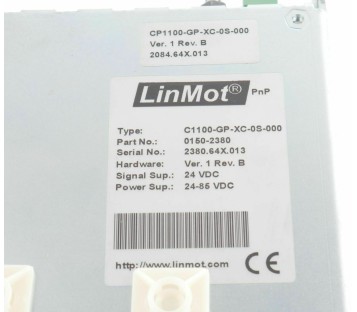 CP1100-GP-XC-0S-000
Ver. 1 Rev. B
2084.64X.013
LinMot® PnP
Type: C1100-GP-XC-0S-000
Part No.: 0150-2380
Serial No.: 2380.64X.013
Hardware: Ver. 1 Rev. B
Signal Sup.: 24 VDC
Power Sup.: 24-85 VDC
http://www.linmot.com CE